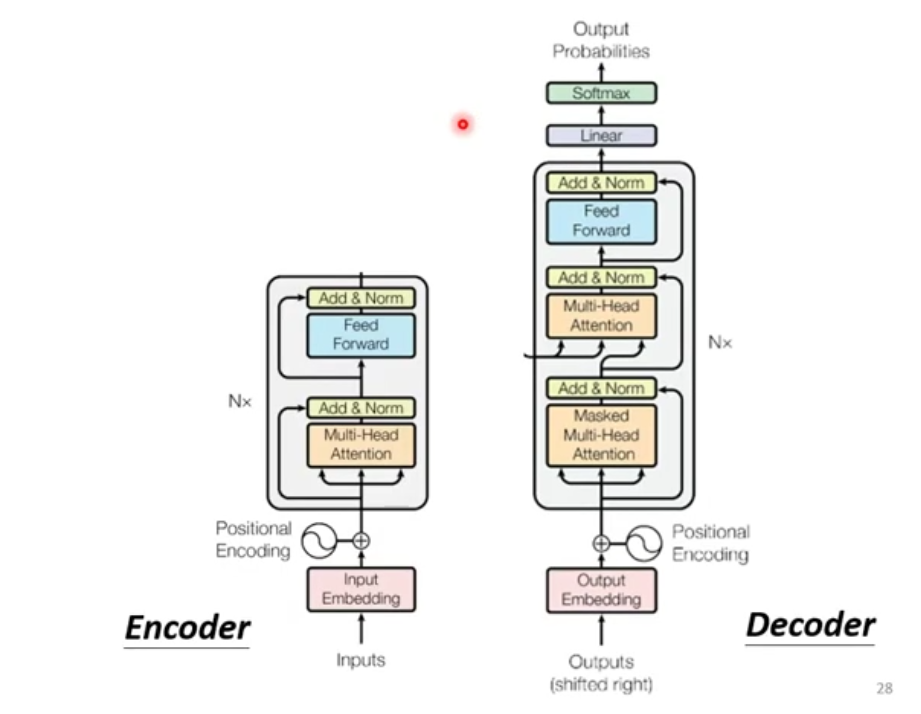 Output
Probabilities
Softmax
Linear
Add & Norm
Feed
Forward
Add & Norm
Multi-Head
Attention
Nx
Add & Norm
Masked
Multi-Head
Attention
Positional
Encoding
Output
Embedding
Outputs
(shifted right)
Decoder
Add & Norm
Feed
Forward
Nx
Add & Norm
Multi-Head
Attention
Positional
Encoding
Input
Embedding
Inputs
Encoder
28